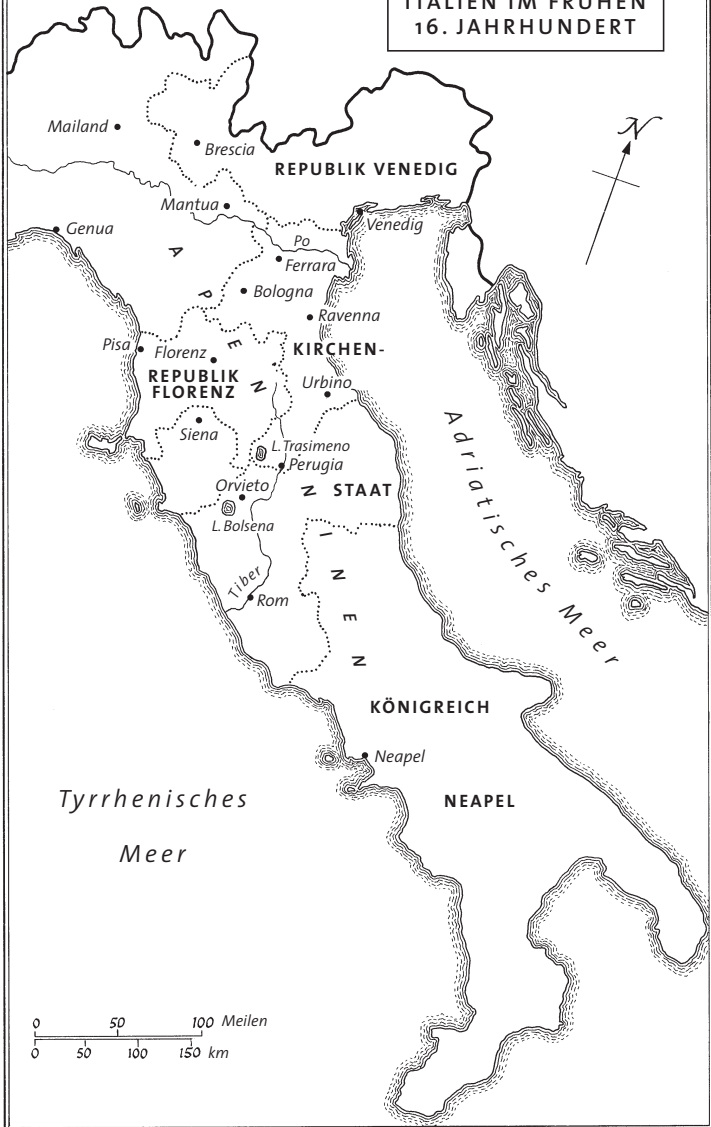 ITALIEN IM FRÜHEN
16. JAHRHUNDERT
N
Mailand
Brescia
REPUBLIK VENEDIG
Mantua
Venedig
Genua
Po
Ferrara
Bologna
Ravenna
Pisa
Florenz
KIRCHEN-
REPUBLIK
FLORENZ
Urbino
Siena
L. Trasimeno
Perugia
Orvieto
STAAT
L. Bolsena
APENNINEN
Adriatisches Meer
Tiber
Rom
KÖNIGREICH
Neapel
NEAPEL
Tyrrhenisches
Meer
0 50 100 Meilen
0 50 100 150 km